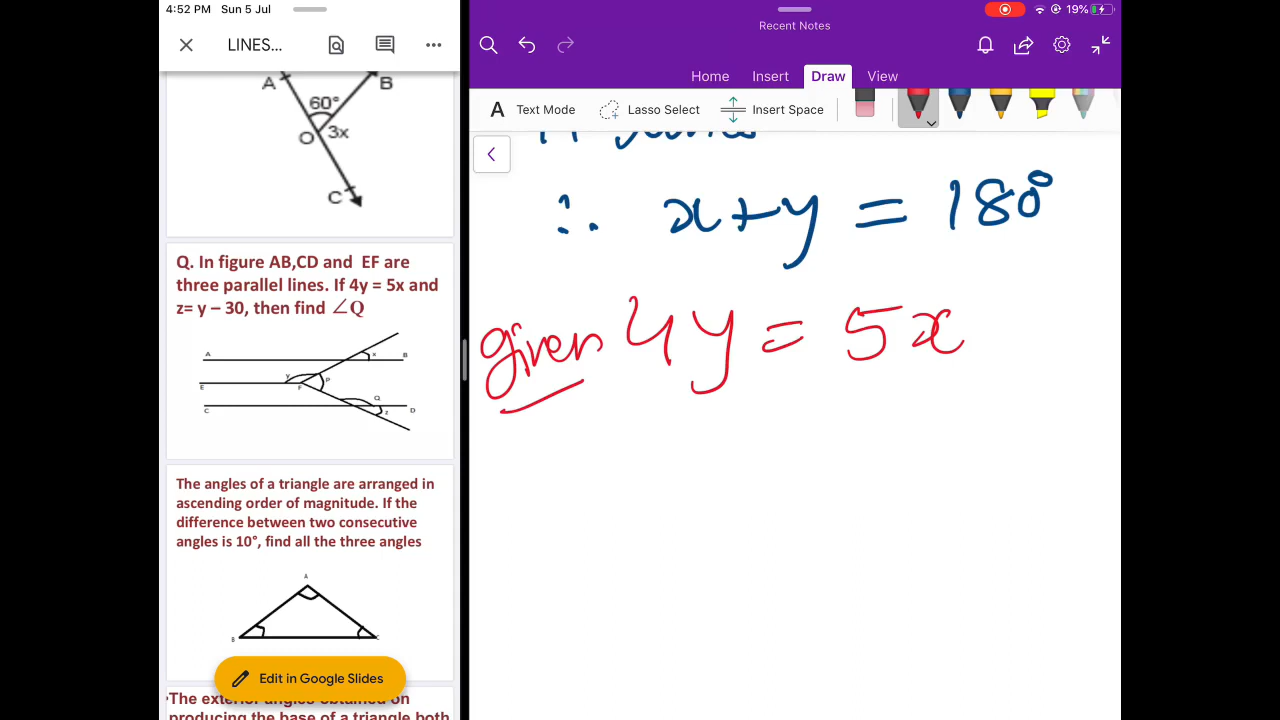 4:52 PM Sun 5 Jul
19%
LINES...
Recent Notes
Home Insert Draw View
A Text Mode Lasso Select Insert Space
A
B
60°
O 3x
C
∴ x+y = 180°
given 4y = 5x
Q. In figure AB,CD and EF are
three parallel lines. If 4y = 5x and
z= y – 30, then find ∠Q
A x B
E y F P
C Q z D
The angles of a triangle are arranged in
ascending order of magnitude. If the
difference between two consecutive
angles is 10°, find all the three angles
A
B C
Edit in Google Slides
The exterior angles obtained on
producing the base of a triangle both